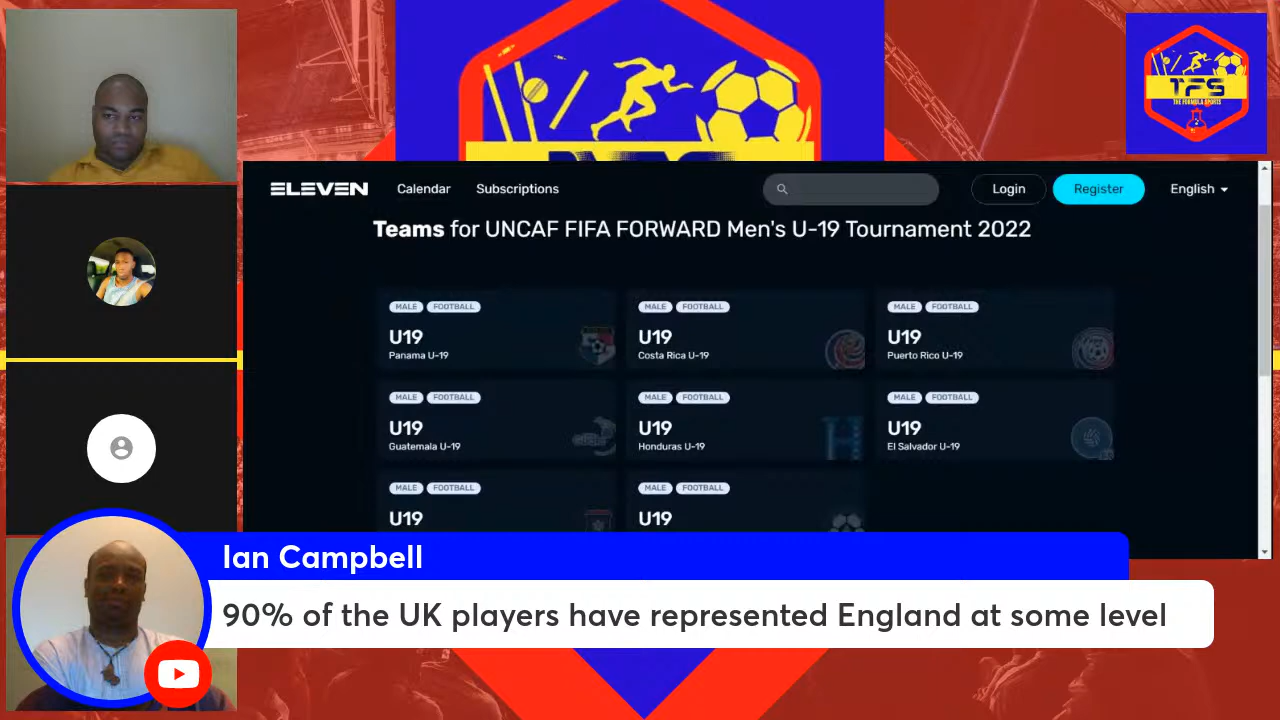 TFS
THE FORMULA SPORTS
ELEVEN
Calendar
Subscriptions
Login
Register
English
Teams for UNCAF FIFA FORWARD Men's U-19 Tournament 2022
MALE FOOTBALL
U19
Panama U-19
MALE FOOTBALL
U19
Costa Rica U-19
MALE FOOTBALL
U19
Puerto Rico U-19
MALE FOOTBALL
U19
Guatemala U-19
MALE FOOTBALL
U19
Honduras U-19
MALE FOOTBALL
U19
El Salvador U-19
MALE FOOTBALL
U19
MALE FOOTBALL
U19
Ian Campbell
90% of the UK players have represented England at some level